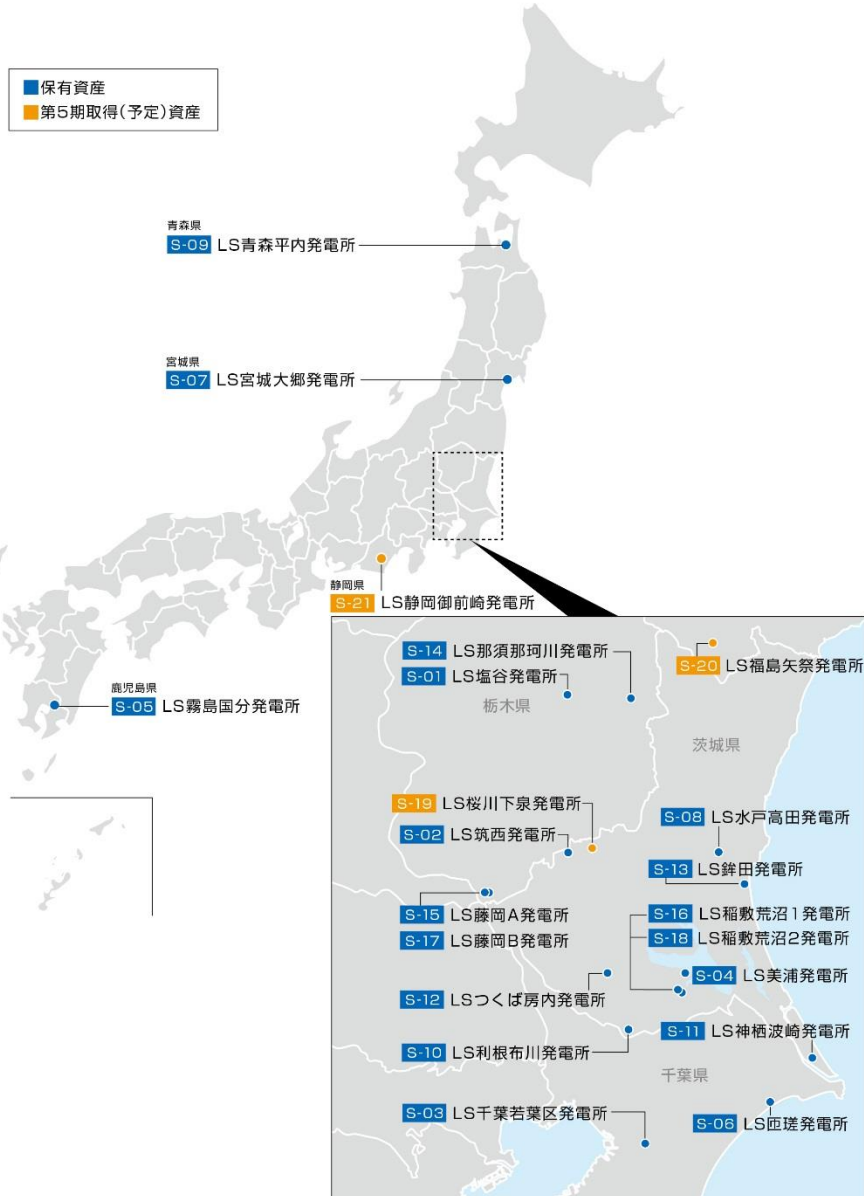 保有資産
第5期取得(予定)資産
青森県
S-09 LS青森平内発電所
宮城県
S-07 LS宮城大郷発電所
静岡県
S-21 LS静岡御前崎発電所
鹿児島県
S-05 LS霧島国分発電所
S-14 LS那須那珂川発電所
S-01 LS塩谷発電所
栃木県
S-20 LS福島矢祭発電所
茨城県
S-19 LS桜川下泉発電所
S-02 LS筑西発電所
S-08 LS水戸高田発電所
S-13 LS鉾田発電所
S-15 LS藤岡A発電所
S-17 LS藤岡B発電所
S-16 LS稲敷荒沼1発電所
S-18 LS稲敷荒沼2発電所
S-04 LS美浦発電所
S-12 LSつくば房内発電所
S-11 LS神栖波崎発電所
S-10 LS利根布川発電所
千葉県
S-03 LS千葉若葉区発電所
S-06 LS匝瑳発電所